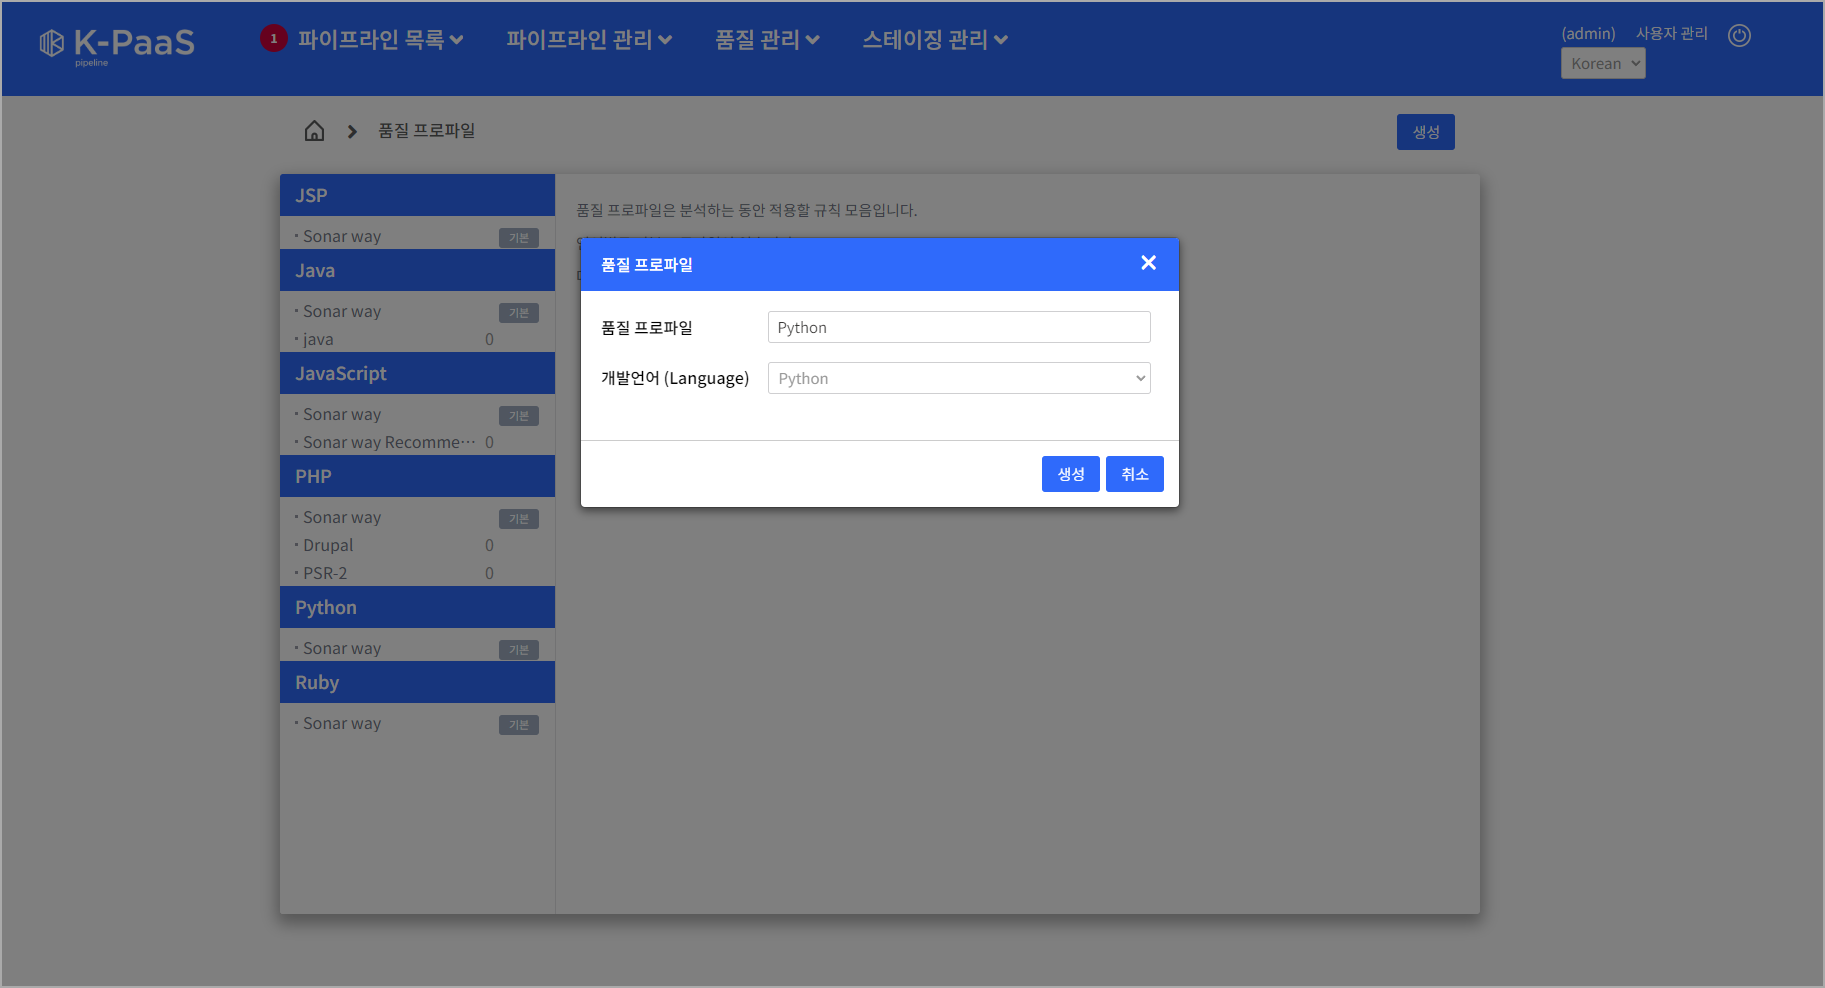 K-PaaS
pipeline
1 파이프라인 목록
파이프라인 관리
품질 관리
스테이징 관리
(admin)
사용자 관리
Korean
품질 프로파일
생성
JSP
· Sonar way 기본
Java
· Sonar way 기본
· java 0
JavaScript
· Sonar way 기본
· Sonar way Recomme… 0
PHP
· Sonar way 기본
· Drupal 0
· PSR-2 0
Python
· Sonar way 기본
Ruby
· Sonar way 기본
품질 프로파일은 분석하는 동안 적용할 규칙 모음입니다.
품질 프로파일
품질 프로파일 Python
개발언어 (Language) Python
생성 취소